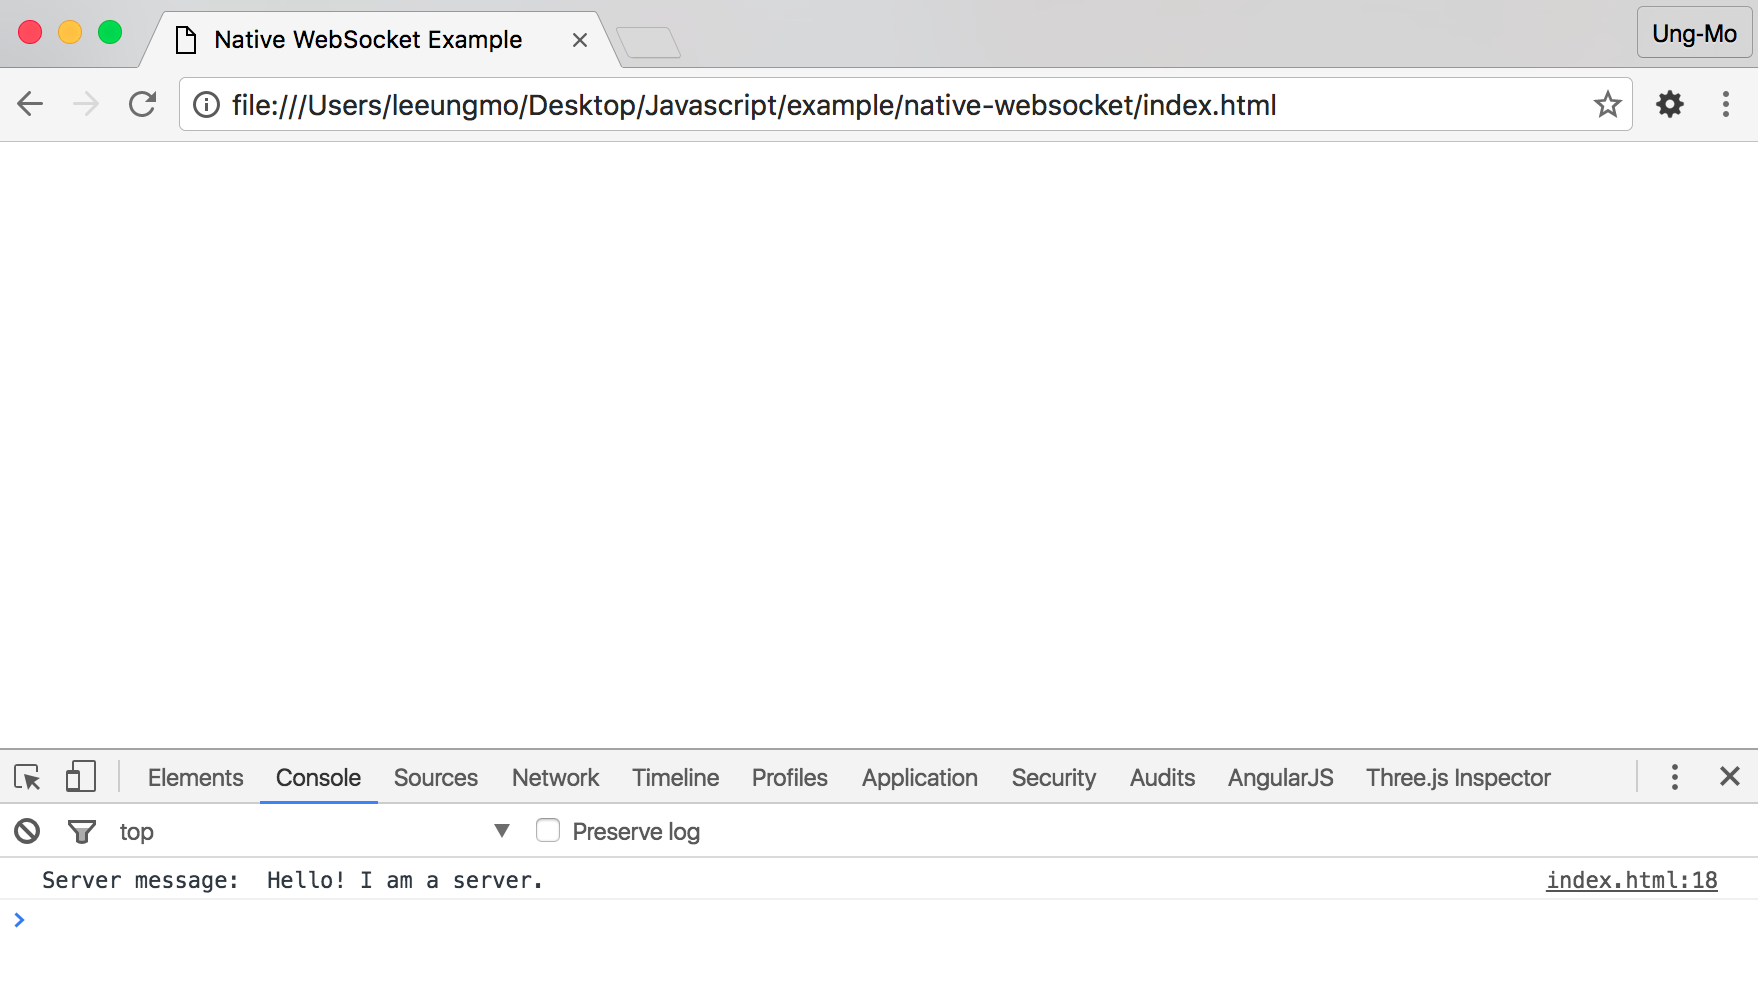 Native WebSocket Example
Ung-Mo
file:///Users/leeungmo/Desktop/Javascript/example/native-websocket/index.html
Elements Console Sources Network Timeline Profiles Application Security Audits AngularJS Three.js Inspector
top Preserve log
Server message:  Hello! I am a server. index.html:18